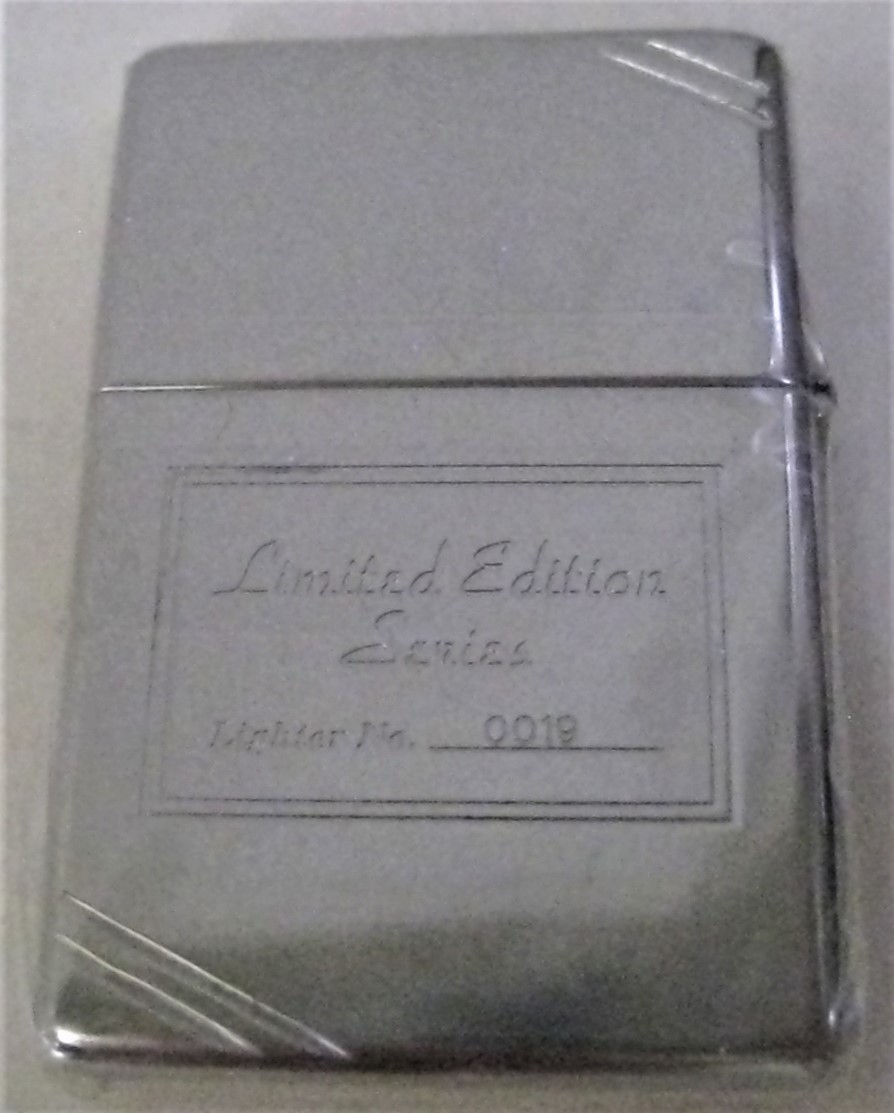 Limited Edition
Series
Lighter No. 0019